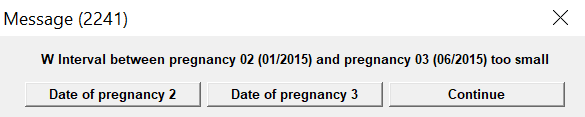 Message (2241)
W Interval between pregnancy 02 (01/2015) and pregnancy 03 (06/2015) too small
Date of pregnancy 2 Date of pregnancy 3 Continue